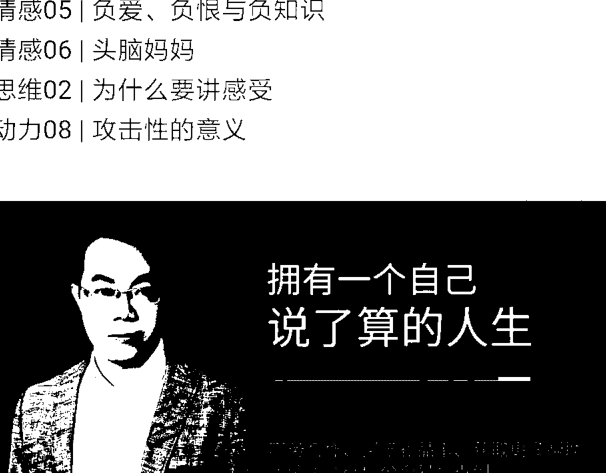 情感05 | 负爱、负恨与负知识
情感06 | 头脑妈妈
思维02 | 为什么要讲感受
动力08 | 攻击性的意义
拥有一个自己
说了算的人生